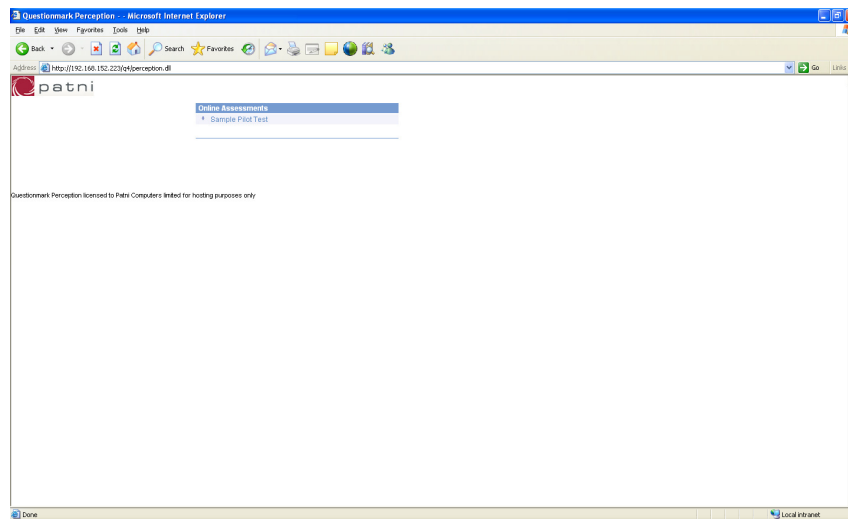 Questionmark Perception - - Microsoft Internet Explorer
File Edit View Favorites Tools Help
Back Search Favorites
Address http://192.168.152.223/q4/perception.dll Go Links
patni
Online Assessments
Sample Pilot Test
Questionmark Perception licensed to Patni Computers limited for hosting purposes only
Done Local intranet